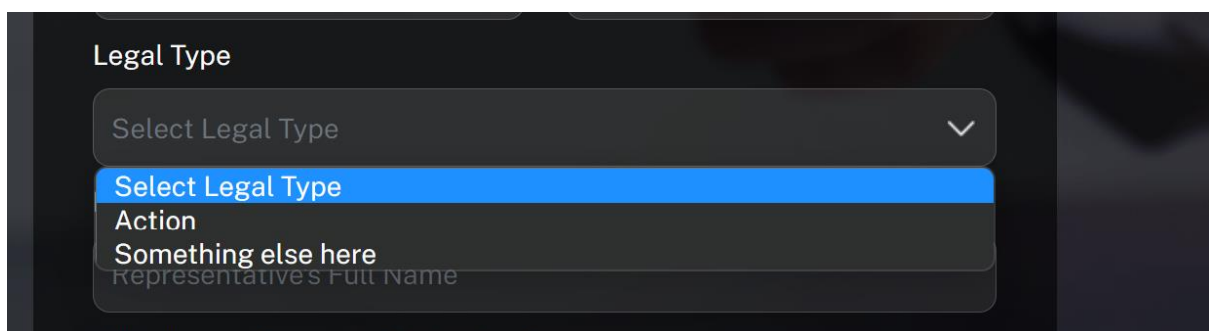 Legal Type
Select Legal Type
Select Legal Type
Action
Something else here
Representative's Full Name